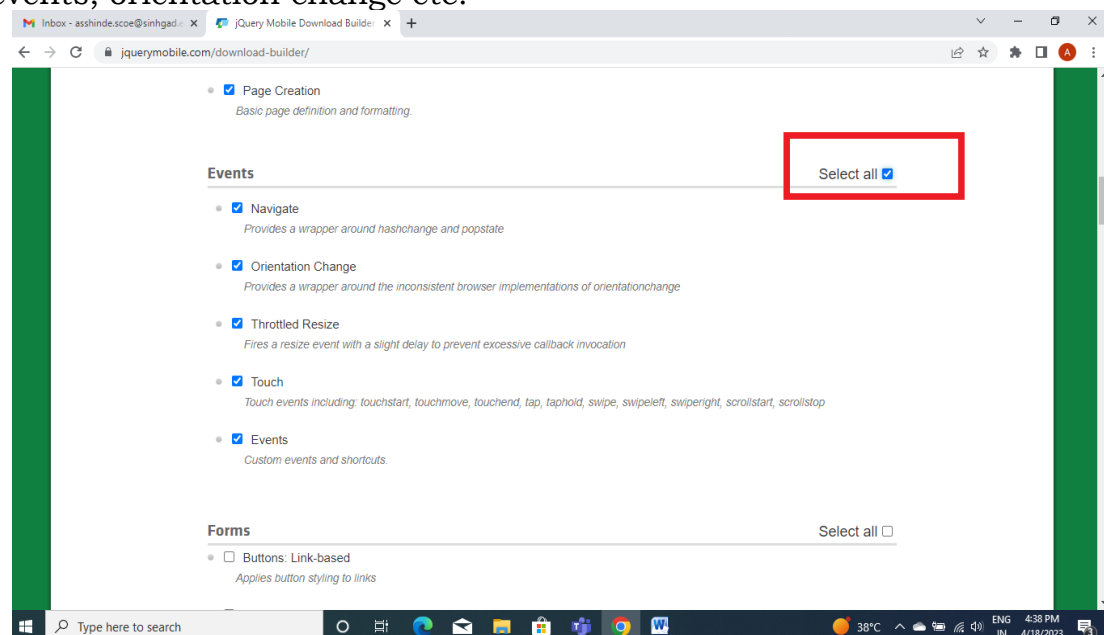 events, orientation change etc.
Inbox - asshinde.scoe@sinhgad.e
jQuery Mobile Download Builder
jquerymobile.com/download-builder/
A
Page Creation
Basic page definition and formatting.
Events
Select all
Navigate
Provides a wrapper around hashchange and popstate
Orientation Change
Provides a wrapper around the inconsistent browser implementations of orientationchange
Throttled Resize
Fires a resize event with a slight delay to prevent excessive callback invocation
Touch
Touch events including: touchstart, touchmove, touchend, tap, taphold, swipe, swipeleft, swiperight, scrollstart, scrollstop
Events
Custom events and shortcuts.
Forms
Select all
Buttons: Link-based
Applies button styling to links
Type here to search
38°C
ENG
IN
4:38 PM
4/18/2023
3